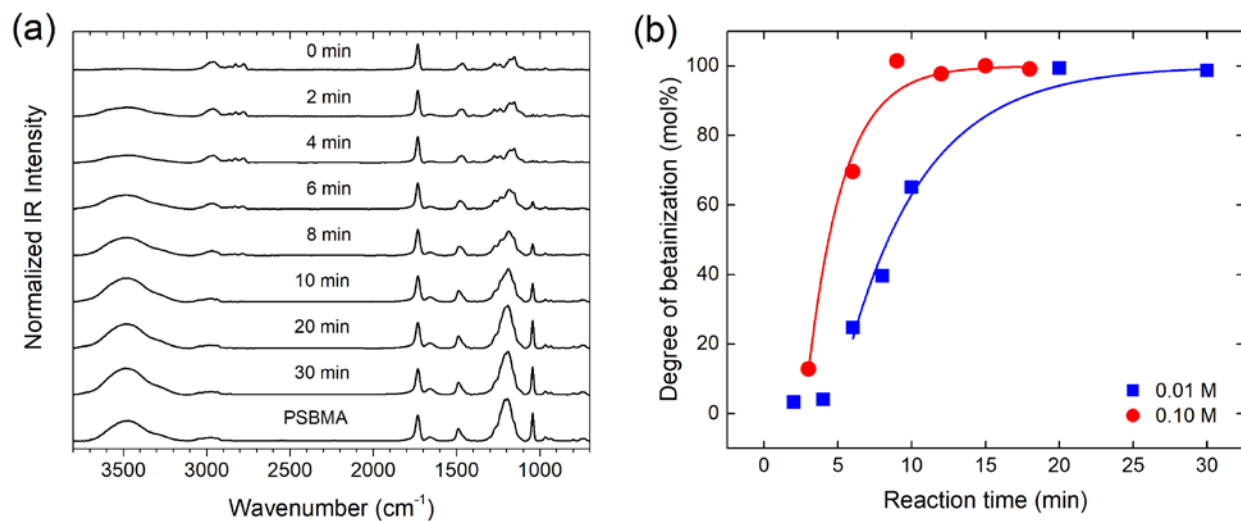 (a)
0 min
2 min
4 min
6 min
8 min
10 min
20 min
30 min
PSBMA
Normalized IR Intensity
3500 3000 2500 2000 1500 1000
Wavenumber (cm⁻¹)
(b)
100
80
60
40
20
0
Degree of betainization (mol%)
0.01 M
0.10 M
0 5 10 15 20 25 30
Reaction time (min)